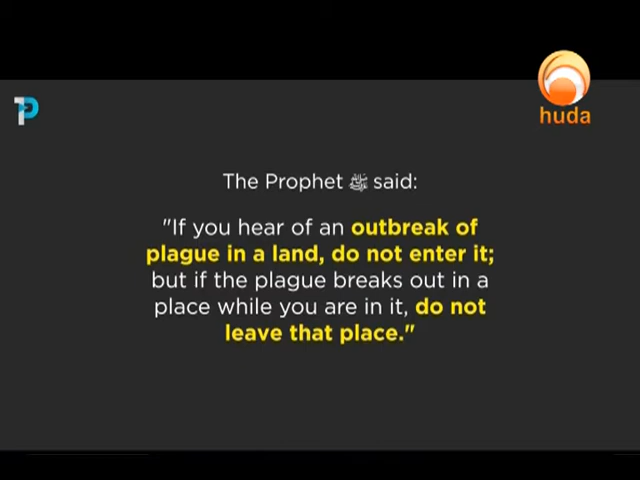 huda
The Prophet ﷺ said:
"If you hear of an outbreak of
plague in a land, do not enter it;
but if the plague breaks out in a
place while you are in it, do not
leave that place."